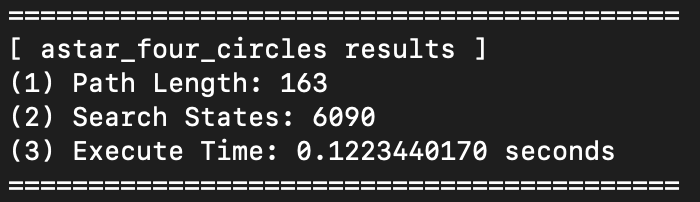 ===========================================
[ astar_four_circles results ]
(1) Path Length: 163
(2) Search States: 6090
(3) Execute Time: 0.1223440170 seconds
===========================================